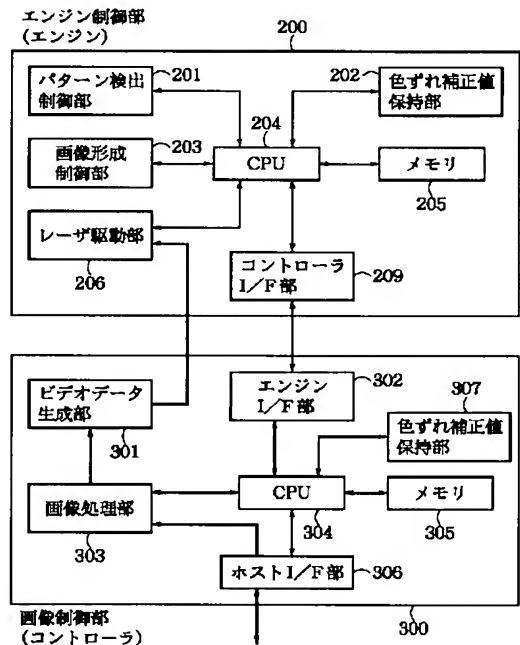 エンジン制御部
(エンジン)
200
パターン検出
制御部
201
202
色ずれ補正値
保持部
204
画像形成
制御部
203
CPU
メモリ
205
レーザ駆動部
206
コントローラ
I/F部
209
ビデオデータ
生成部
301
エンジン
I/F部
302
307
色ずれ補正値
保持部
画像処理部
303
CPU
304
メモリ
305
ホストI/F部
306
画像制御部
(コントローラ)
300